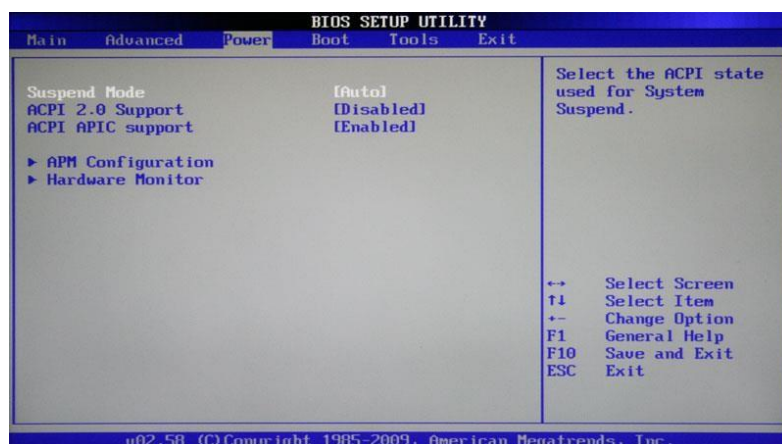 BIOS SETUP UTILITY
Main Advanced Power Boot Tools Exit
Suspend Mode [Auto]
ACPI 2.0 Support [Disabled]
ACPI APIC support [Enabled]
► APM Configuration
► Hardware Monitor
Select the ACPI state
used for System
Suspend.
↔ Select Screen
↑↓ Select Item
+- Change Option
F1 General Help
F10 Save and Exit
ESC Exit
v02.58 (C)Copyright 1985-2009, American Megatrends, Inc.